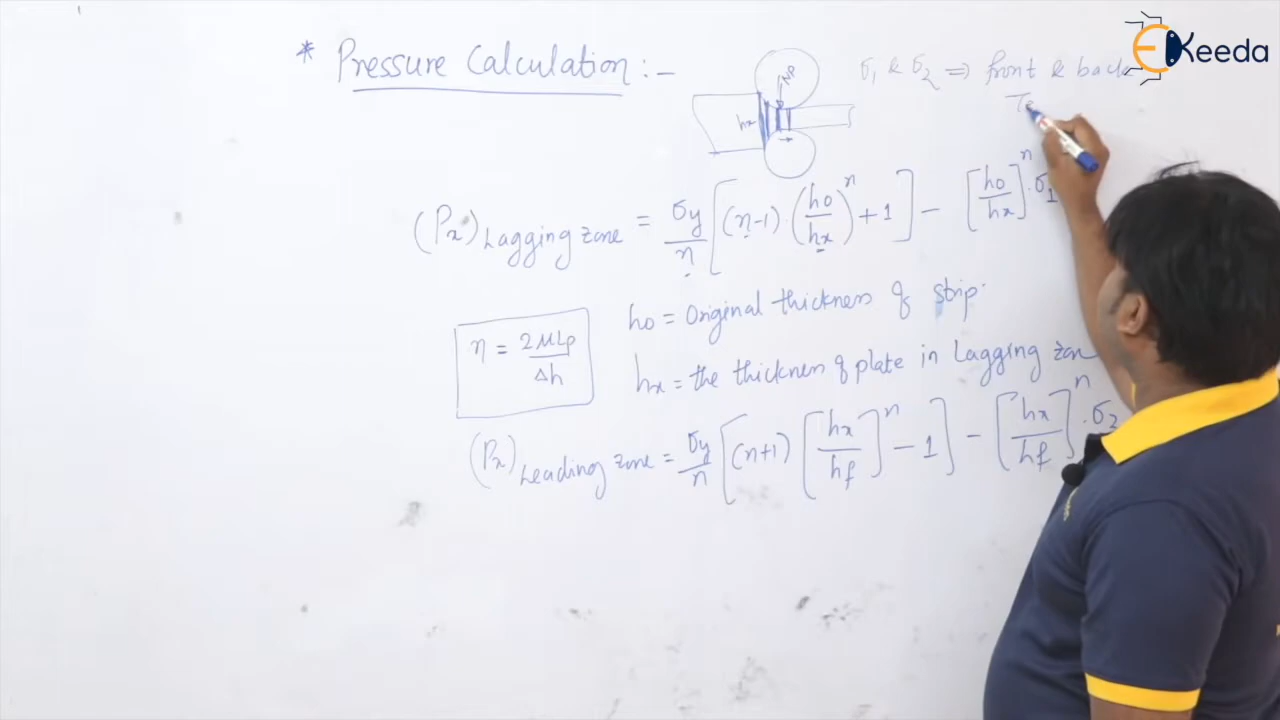 * Pressure Calculation :-
Keeda
σ1 & σ2 => front & back
Te
NP
hx
(Px) Lagging zone = σy/n [(n-1)·(ho/hx)^n + 1] - [ho/hx]^n·σ1
ho = Original thickness of strip.
η = 2μLp/Δh
hx = the thickness of plate in Lagging zone
(Px) Leading zone = σy/n [(n+1) [hx/hf]^n - 1] - [hx/hf]^n·σ2